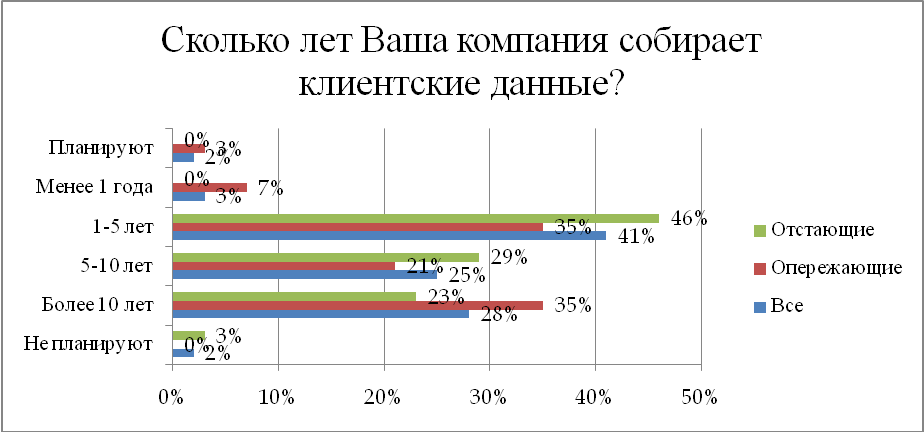 Сколько лет Ваша компания собирает
клиентские данные?
Планируют
0%
3%
2%
Менее 1 года
0%
7%
3%
1-5 лет
46%
35%
41%
5-10 лет
29%
21%
25%
Более 10 лет
23%
35%
28%
Не планируют
3%
0%
2%
0%
10%
20%
30%
40%
50%
Отстающие
Опережающие
Все